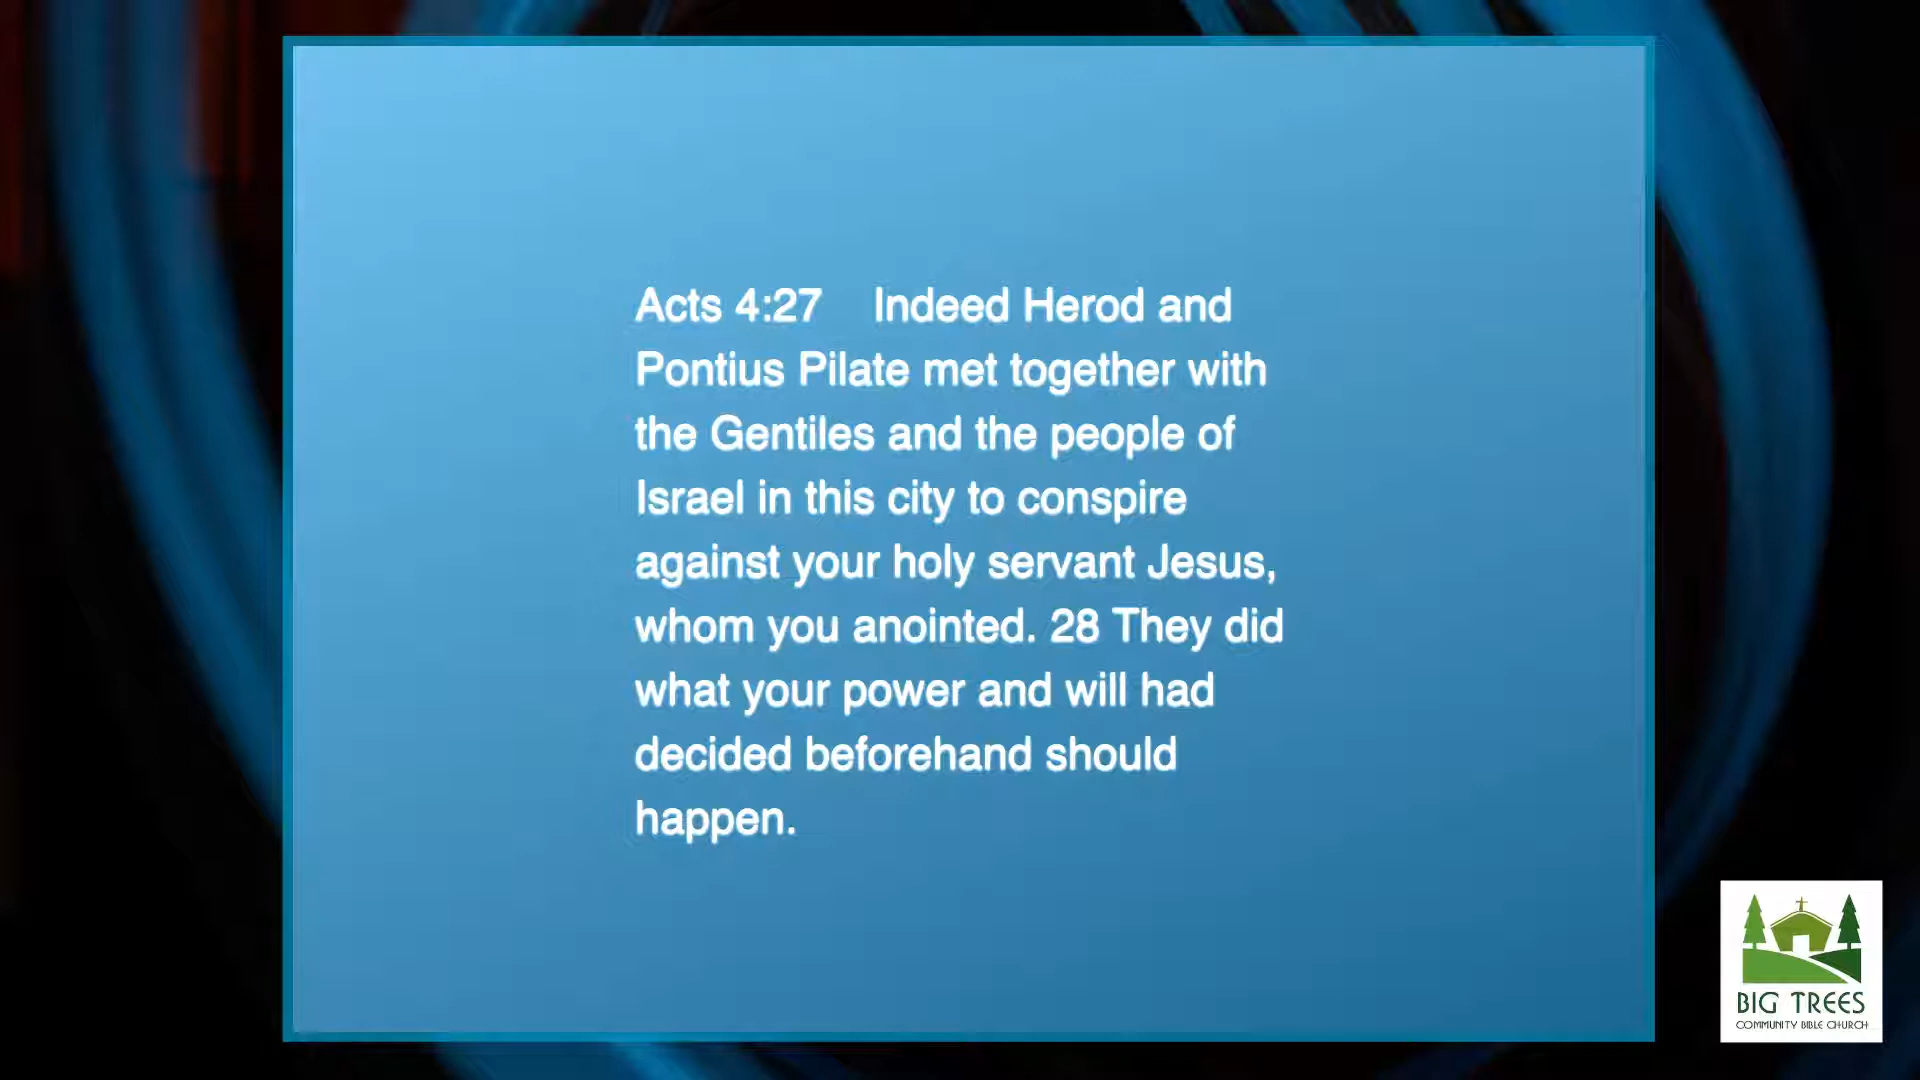 Acts 4:27    Indeed Herod and
Pontius Pilate met together with
the Gentiles and the people of
Israel in this city to conspire
against your holy servant Jesus,
whom you anointed. 28 They did
what your power and will had
decided beforehand should
happen.
BIG TREES
COMMUNITY BIBLE CHURCH